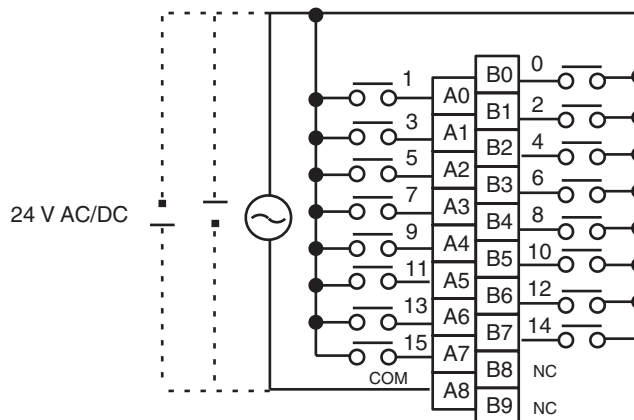 B0 0
1 A0
B1 2
3 A1
B2 4
5 A2
B3 6
7 A3
24 V AC/DC
B4 8
9 A4
B5 10
11 A5
B6 12
13 A6
B7 14
15 A7
COM A8
B8 NC
B9 NC